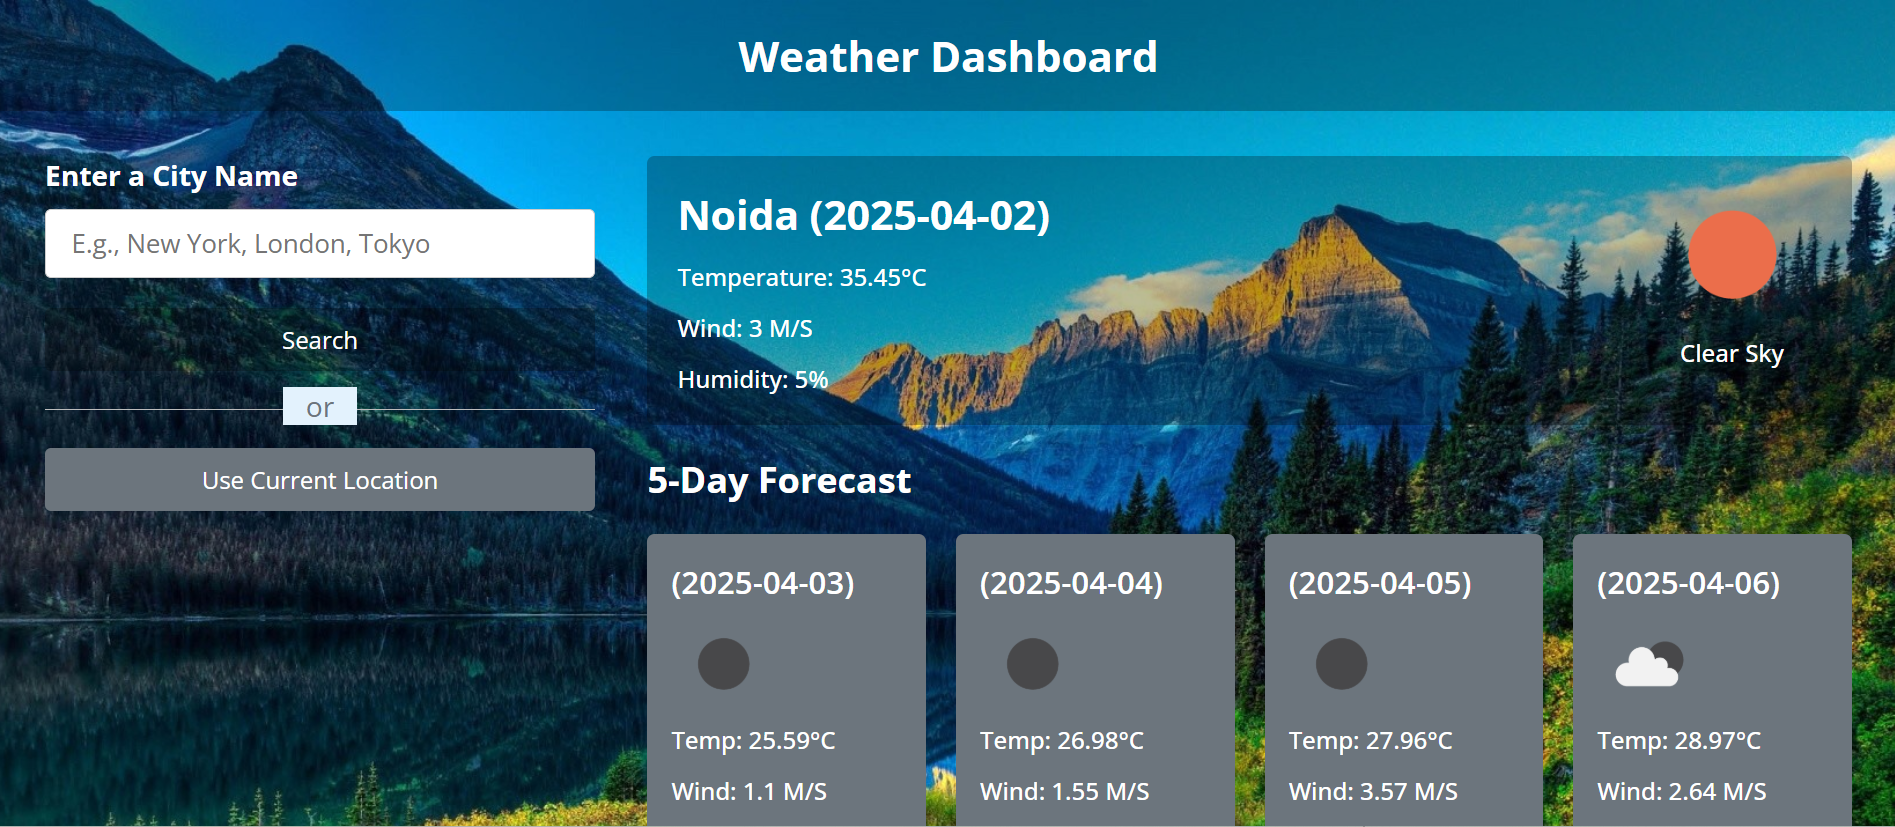 Weather Dashboard
Enter a City Name
E.g., New York, London, Tokyo
Search
or
Use Current Location
Noida (2025-04-02)
Temperature: 35.45°C
Wind: 3 M/S
Humidity: 5%
Clear Sky
5-Day Forecast
(2025-04-03)
Temp: 25.59°C
Wind: 1.1 M/S
(2025-04-04)
Temp: 26.98°C
Wind: 1.55 M/S
(2025-04-05)
Temp: 27.96°C
Wind: 3.57 M/S
(2025-04-06)
Temp: 28.97°C
Wind: 2.64 M/S